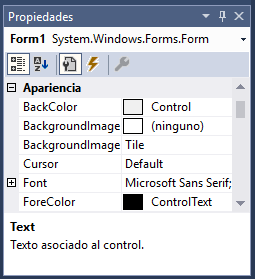 Propiedades
Form1 System.Windows.Forms.Form
Apariencia
BackColor Control
BackgroundImage (ninguno)
BackgroundImage Tile
Cursor Default
Font Microsoft Sans Serif;
ForeColor ControlText
Text
Texto asociado al control.